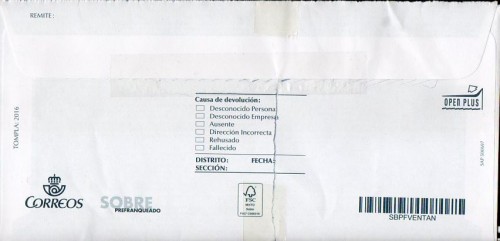 REMITE:
Causa de devolución:
Desconocido Persona
Desconocido Empresa
Ausente
Dirección Incorrecta
Rehusado
Fallecido
DISTRITO: FECHA:
SECCIÓN:
OPEN PLUS
TOMPLA: 2016
CORREOS
SOBRE
PREFRANQUEADO
FSC
MIXTO
SBPFVENTAN